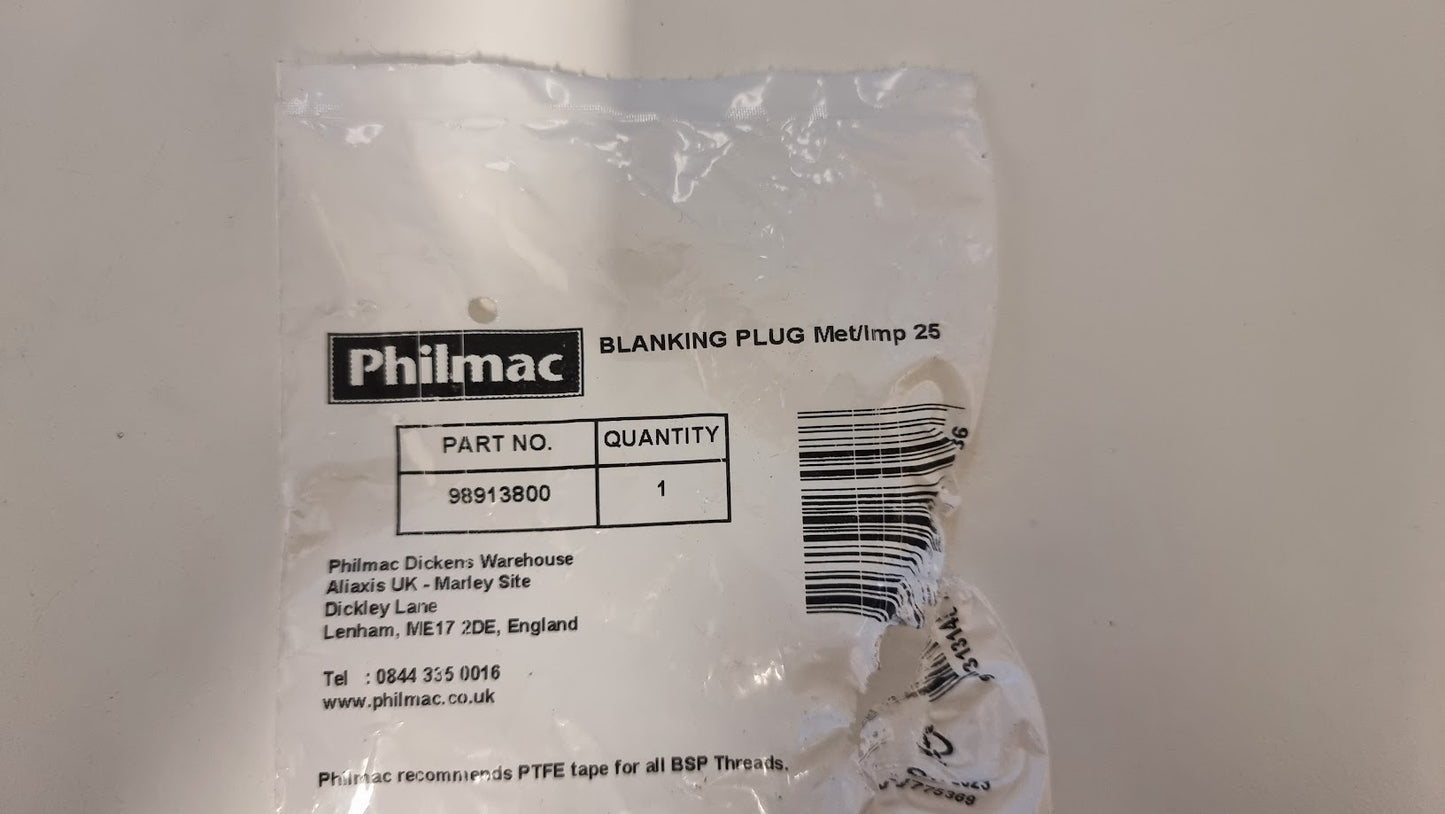 Philmac
BLANKING PLUG Met/Imp 25
PART NO. QUANTITY
98913800 1
Philmac Dickens Warehouse
Aliaxis UK - Marley Site
Dickley Lane
Lenham, ME17 2DE, England
Tel : 0844 335 0016
www.philmac.co.uk
Philmac recommends PTFE tape for all BSP Threads.